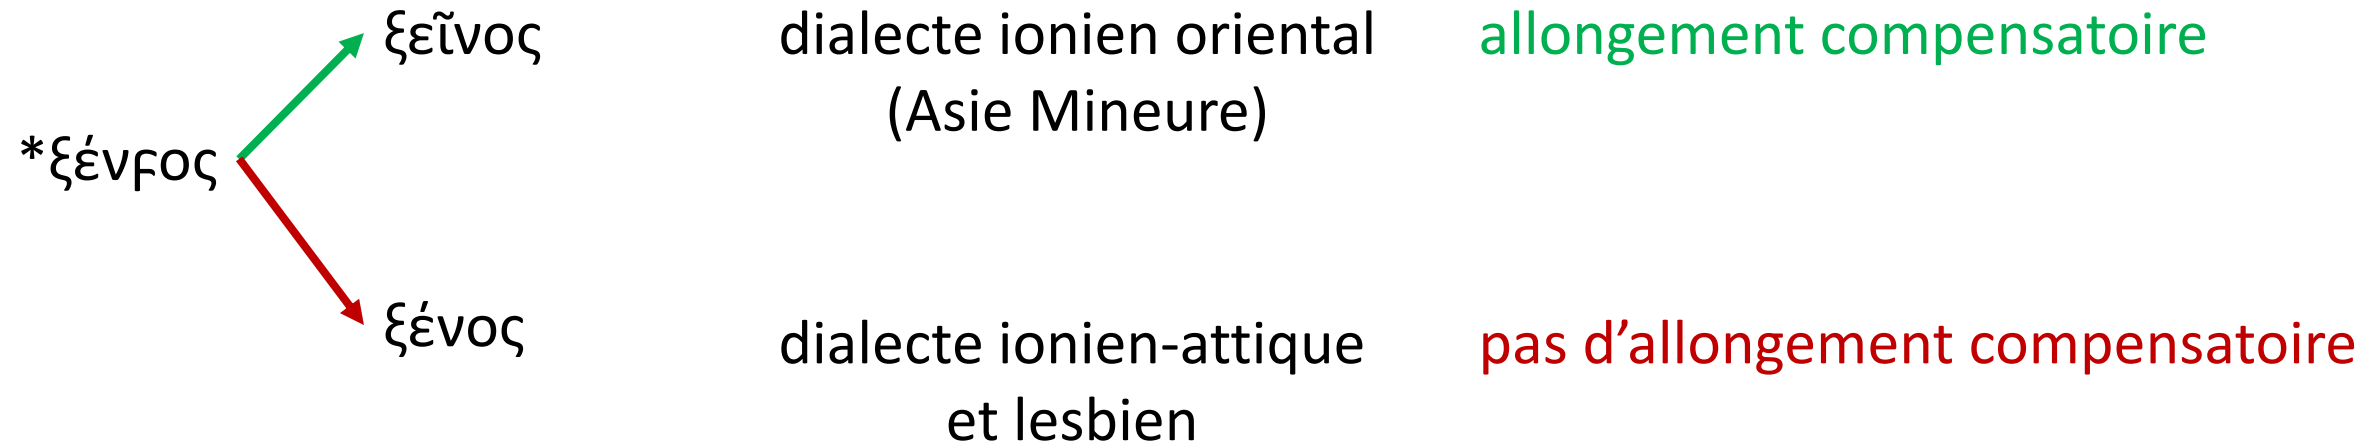 ξεῖνος dialecte ionien oriental allongement compensatoire
(Asie Mineure)
*ξένϝος
ξένος dialecte ionien-attique pas d’allongement compensatoire
et lesbien